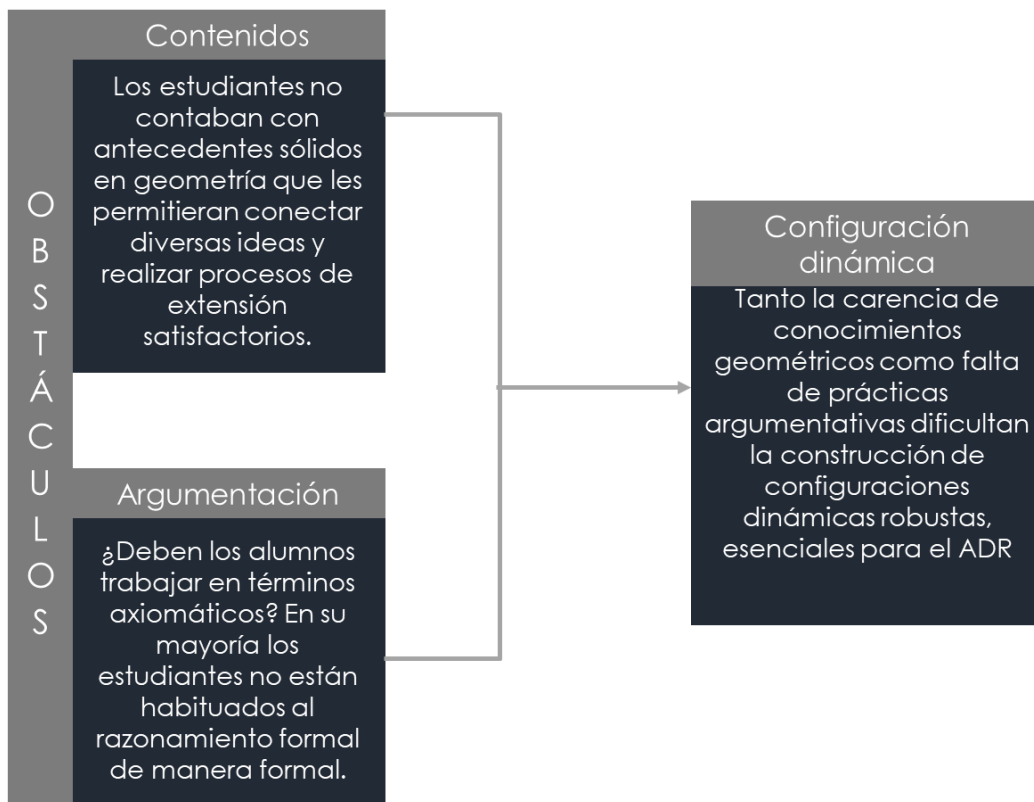 OBSTÁCULOS
Contenidos
Los estudiantes no
contaban con
antecedentes sólidos
en geometría que les
permitieran conectar
diversas ideas y
realizar procesos de
extensión
satisfactorios.
Argumentación
¿Deben los alumnos
trabajar en términos
axiomáticos? En su
mayoría los
estudiantes no están
habituados al
razonamiento formal
de manera formal.
Configuración
dinámica
Tanto la carencia de
conocimientos
geométricos como falta
de prácticas
argumentativas dificultan
la construcción de
configuraciones
dinámicas robustas,
esenciales para el ADR